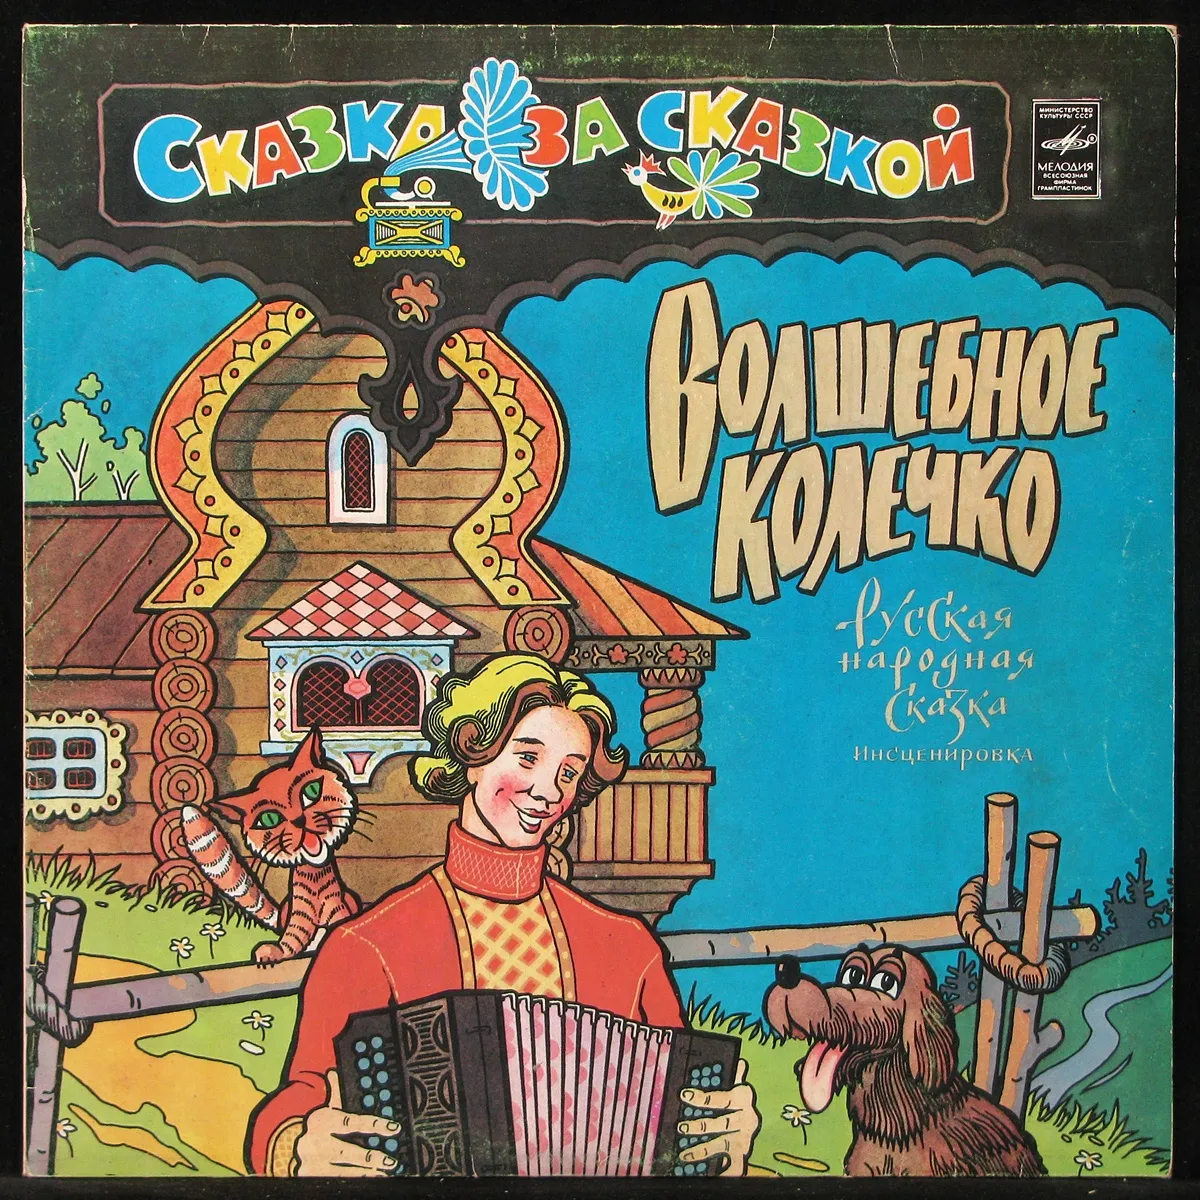 Сказка за сказкой
МИНИСТЕРСТВО
КУЛЬТУРЫ СССР
МЕЛОДИЯ
ВСЕСОЮЗНАЯ
ФИРМА
ГРАМПЛАСТИНОК
Волшебное
колечко
Русская
народная
сказка
Инсценировка